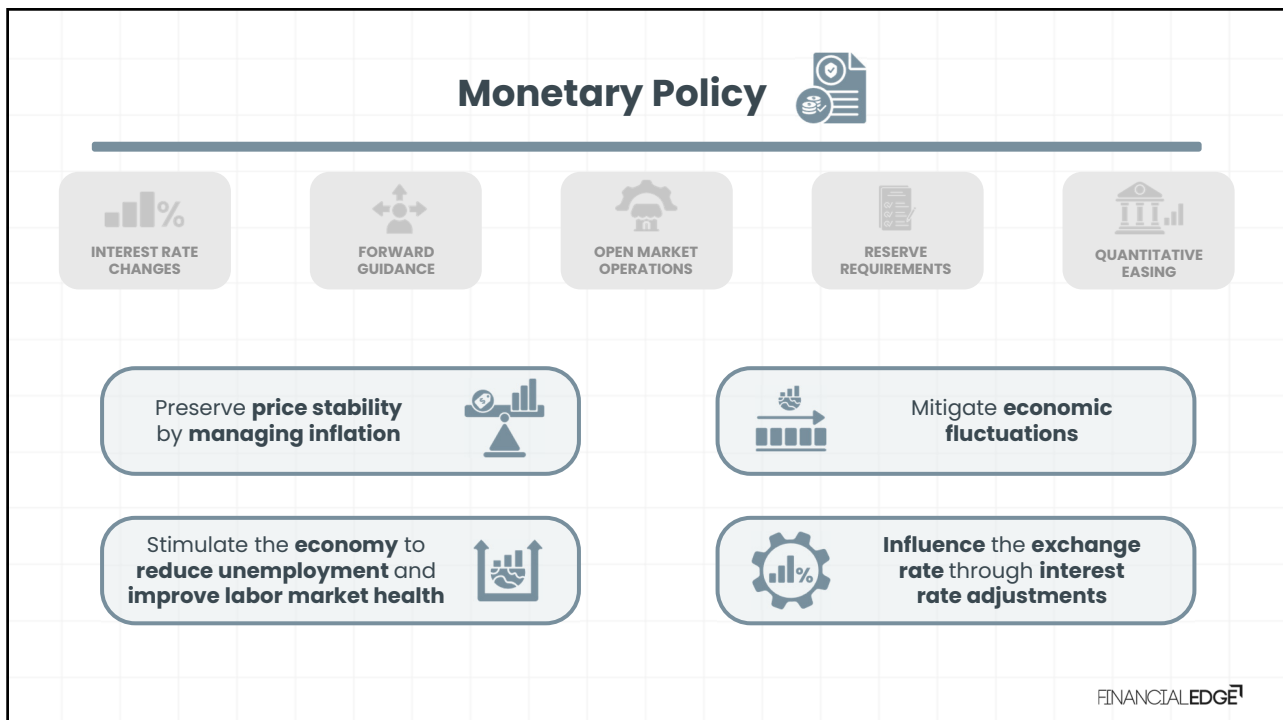 Monetary Policy
%
INTEREST RATE
CHANGES
FORWARD
GUIDANCE
OPEN MARKET
OPERATIONS
RESERVE
REQUIREMENTS
QUANTITATIVE
EASING
Preserve price stability
by managing inflation
Mitigate economic
fluctuations
Stimulate the economy to
reduce unemployment and
improve labor market health
%
Influence the exchange
rate through interest
rate adjustments
FINANCIALEDGE